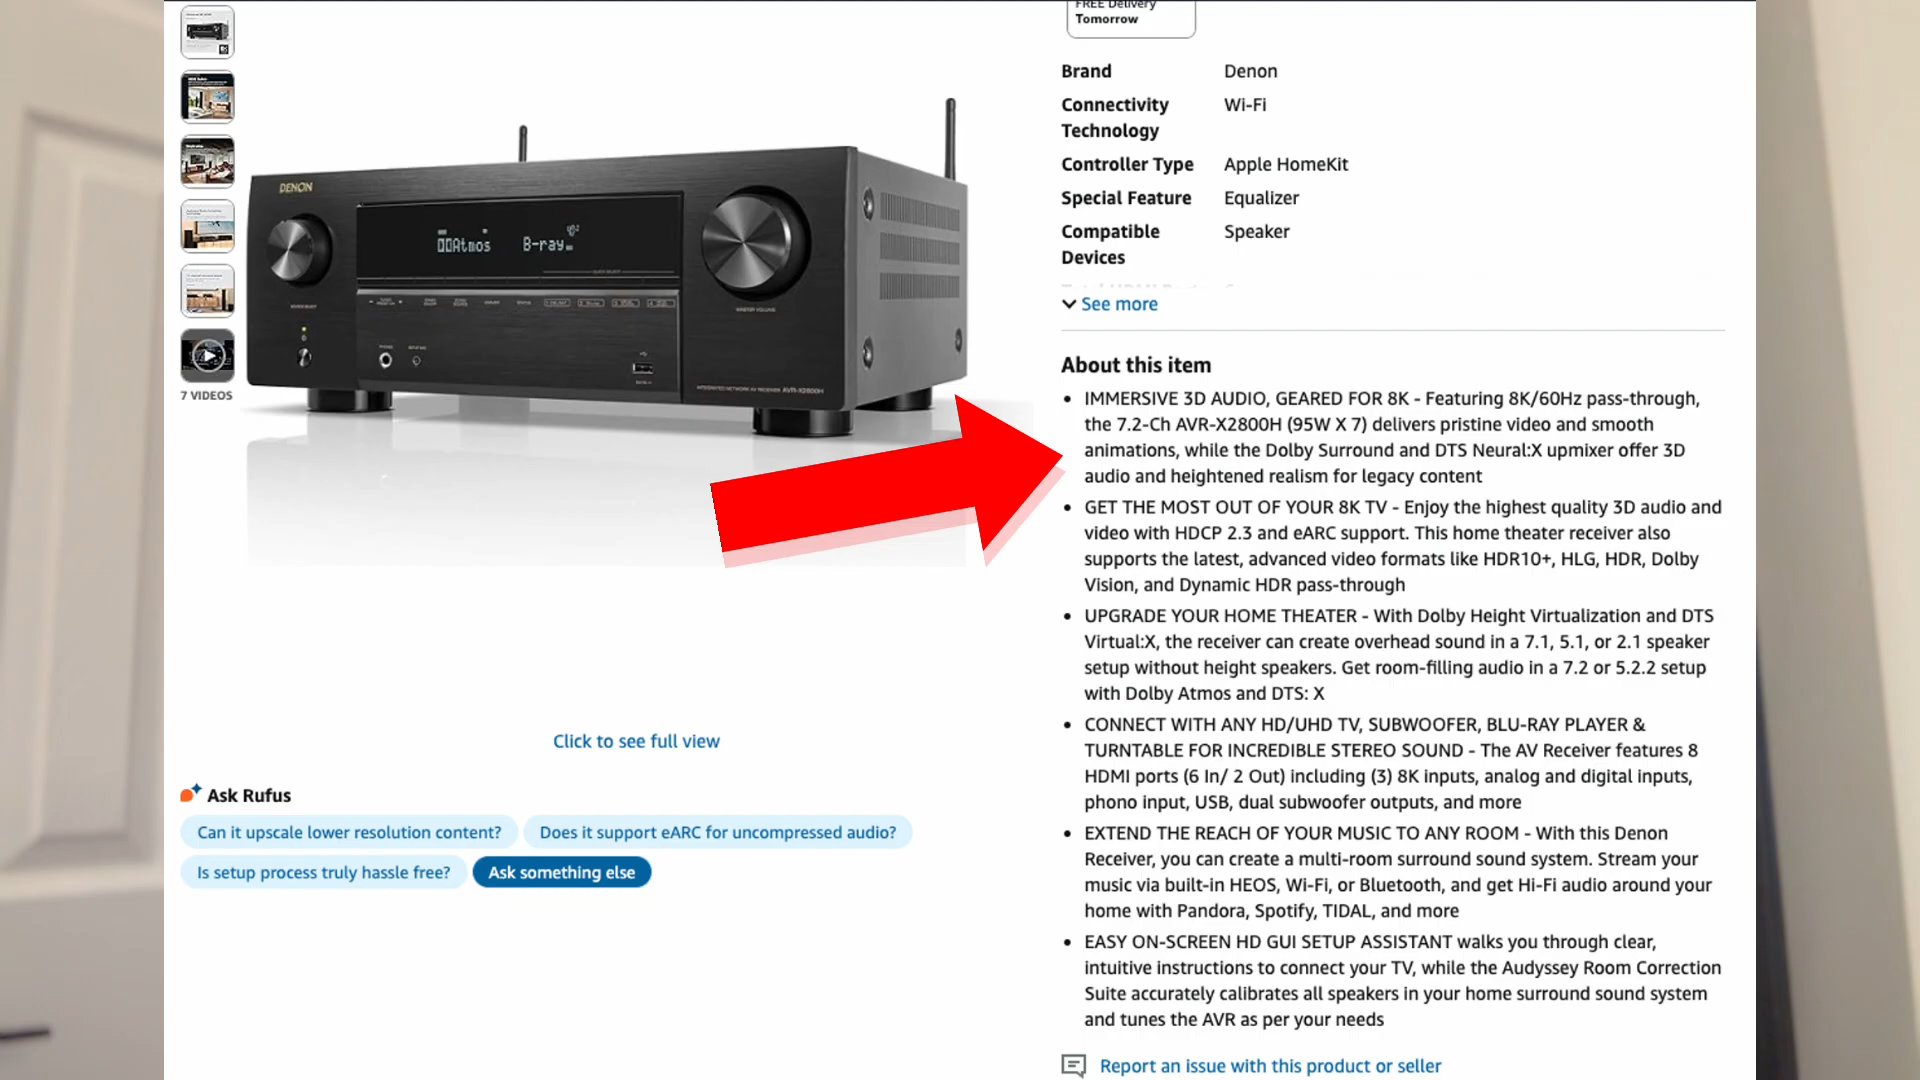 FREE Delivery
Tomorrow
Brand Denon
Connectivity Technology Wi-Fi
Controller Type Apple HomeKit
Special Feature Equalizer
Compatible Devices Speaker
See more
7 VIDEOS
DENON
Atmos B-ray
MASTER VOLUME
AVR-X2800H
About this item
IMMERSIVE 3D AUDIO, GEARED FOR 8K - Featuring 8K/60Hz pass-through,
the 7.2-Ch AVR-X2800H (95W X 7) delivers pristine video and smooth
animations, while the Dolby Surround and DTS Neural:X upmixer offer 3D
audio and heightened realism for legacy content
GET THE MOST OUT OF YOUR 8K TV - Enjoy the highest quality 3D audio and
video with HDCP 2.3 and eARC support. This home theater receiver also
supports the latest, advanced video formats like HDR10+, HLG, HDR, Dolby
Vision, and Dynamic HDR pass-through
UPGRADE YOUR HOME THEATER - With Dolby Height Virtualization and DTS
Virtual:X, the receiver can create overhead sound in a 7.1, 5.1, or 2.1 speaker
setup without height speakers. Get room-filling audio in a 7.2 or 5.2.2 setup
with Dolby Atmos and DTS: X
CONNECT WITH ANY HD/UHD TV, SUBWOOFER, BLU-RAY PLAYER &
TURNTABLE FOR INCREDIBLE STEREO SOUND - The AV Receiver features 8
HDMI ports (6 In/ 2 Out) including (3) 8K inputs, analog and digital inputs,
phono input, USB, dual subwoofer outputs, and more
EXTEND THE REACH OF YOUR MUSIC TO ANY ROOM - With this Denon
Receiver, you can create a multi-room surround sound system. Stream your
music via built-in HEOS, Wi-Fi, or Bluetooth, and get Hi-Fi audio around your
home with Pandora, Spotify, TIDAL, and more
EASY ON-SCREEN HD GUI SETUP ASSISTANT walks you through clear,
intuitive instructions to connect your TV, while the Audyssey Room Correction
Suite accurately calibrates all speakers in your home surround sound system
and tunes the AVR as per your needs
Report an issue with this product or seller
Click to see full view
Ask Rufus
Can it upscale lower resolution content?
Does it support eARC for uncompressed audio?
Is setup process truly hassle free?
Ask something else